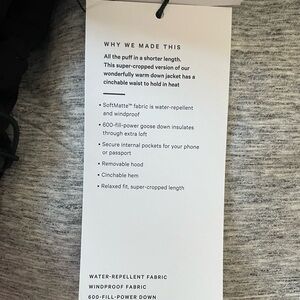 WHY WE MADE THIS
All the puff in a shorter length.
This super-cropped version of our
wonderfully warm down jacket has a
cinchable waist to hold in heat
• SoftMatte™ fabric is water-repellent
and windproof
• 600-fill-power goose down insulates
through extra loft
• Secure internal pockets for your phone
or passport
• Removable hood
• Cinchable hem
• Relaxed fit, super-cropped length
WATER-REPELLENT FABRIC
WINDPROOF FABRIC
600-FILL-POWER DOWN